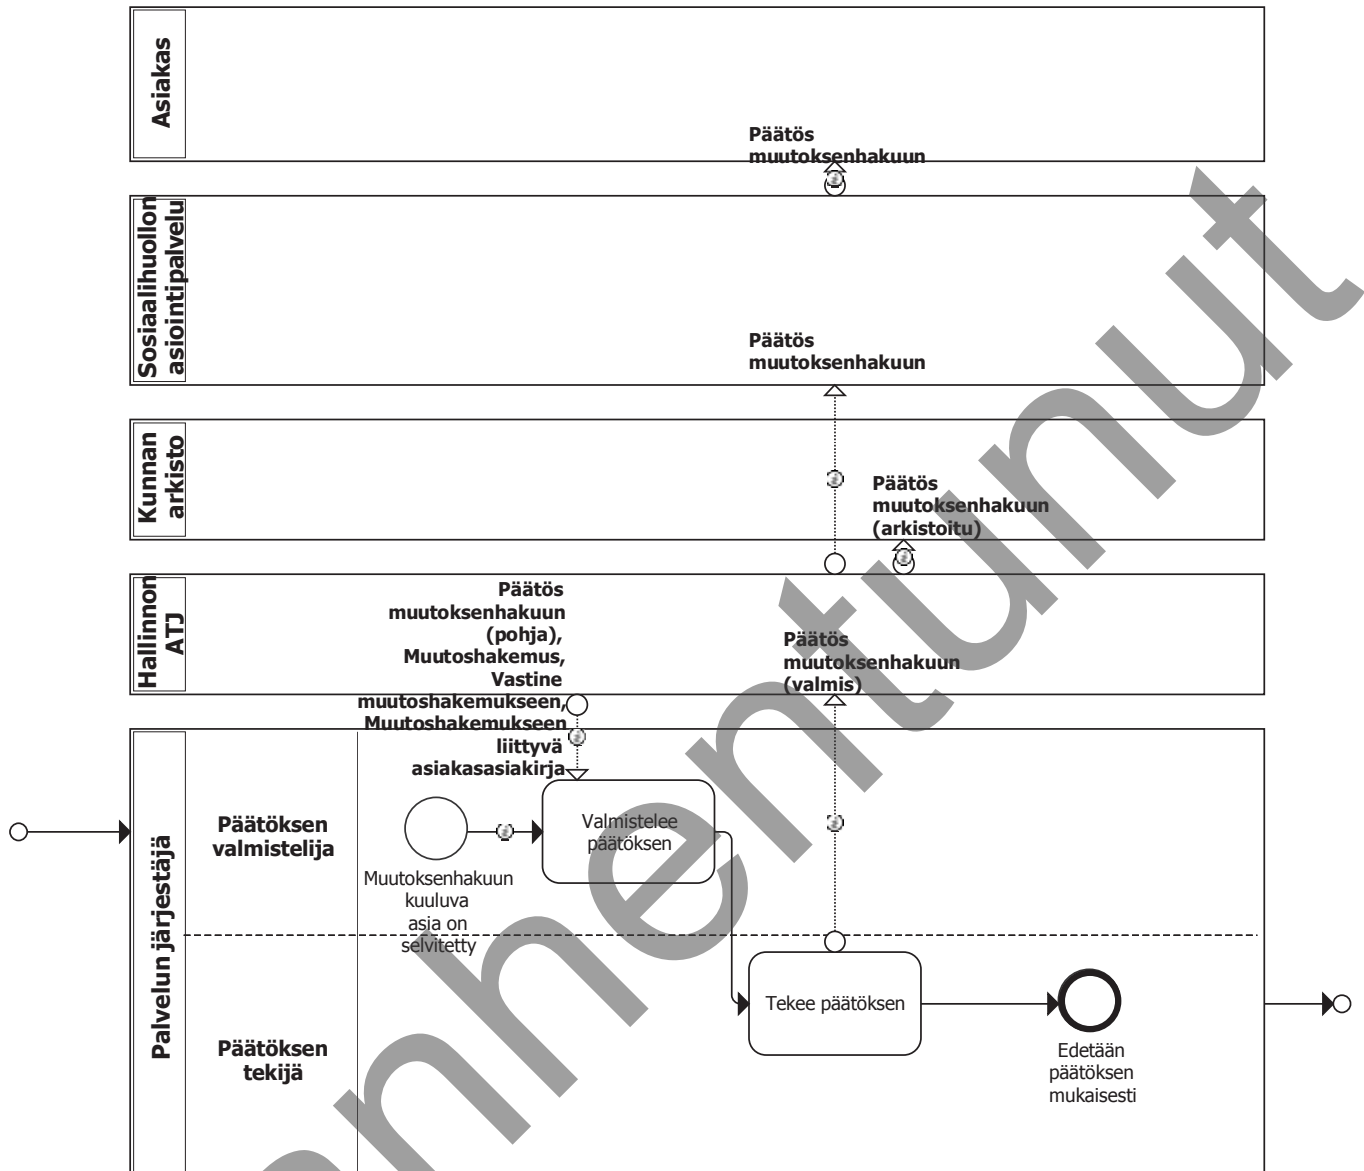 Asiakas
Päätös
muutoksenhakuun
Sosiaalihuollon
asiointipalvelu
Päätös
muutoksenhakuun
Kunnan
arkisto
Päätös
muutoksenhakuun
(arkistoitu)
Hallinnon
ATJ
Päätös
muutoksenhakuun
(pohja),
Muutoshakemus,
Vastine
muutoshakemukseen,
Muutoshakemukseen
liittyvä
asiakasasiakirja
Päätös
muutoksenhakuun
(valmis)
Palvelun järjestäjä
Päätöksen
valmistelija
Muutoksenhakuun
kuuluva
asia on
selvitetty
Valmistelee
päätöksen
Päätöksen
tekijä
Tekee päätöksen
Edetään
päätöksen
mukaisesti
anhentunut